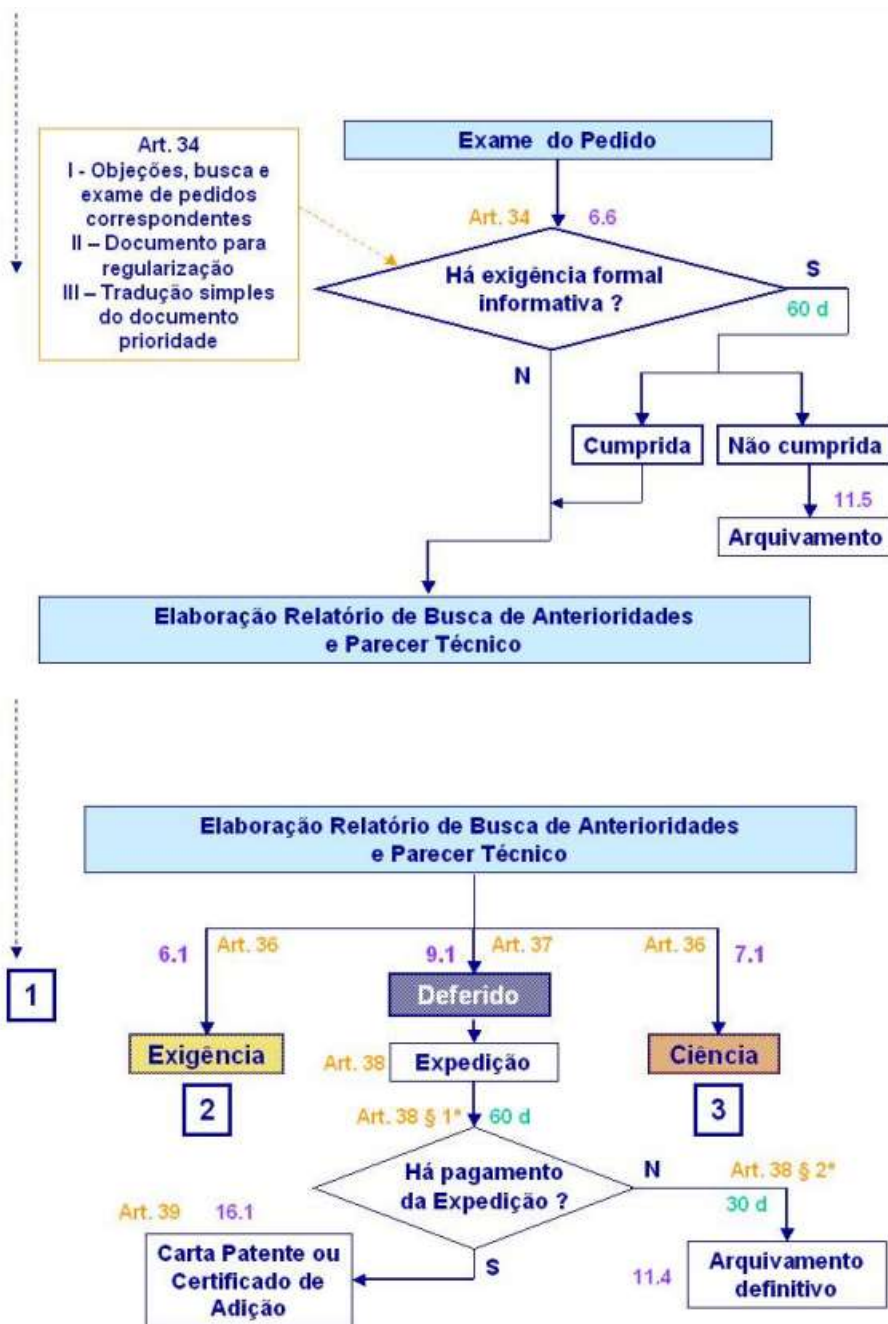 Exame do Pedido
Art. 34
I - Objeções, busca e
exame de pedidos
correspondentes
II – Documento para
regularização
III – Tradução simples
do documento
prioridade
Art. 34
6.6
Há exigência formal
informativa ?
S
60 d
N
Cumprida
Não cumprida
11.5
Arquivamento
Elaboração Relatório de Busca de Anterioridades
e Parecer Técnico
Elaboração Relatório de Busca de Anterioridades
e Parecer Técnico
6.1
Art. 36
9.1
Art. 37
Art. 36
7.1
1
Deferido
Exigência
Art. 38
Expedição
Ciência
2
3
Art. 38 § 1°
60 d
Há pagamento
da Expedição ?
N
Art. 38 § 2°
30 d
Art. 39
16.1
S
Carta Patente ou
Certificado de
Adição
11.4
Arquivamento
definitivo